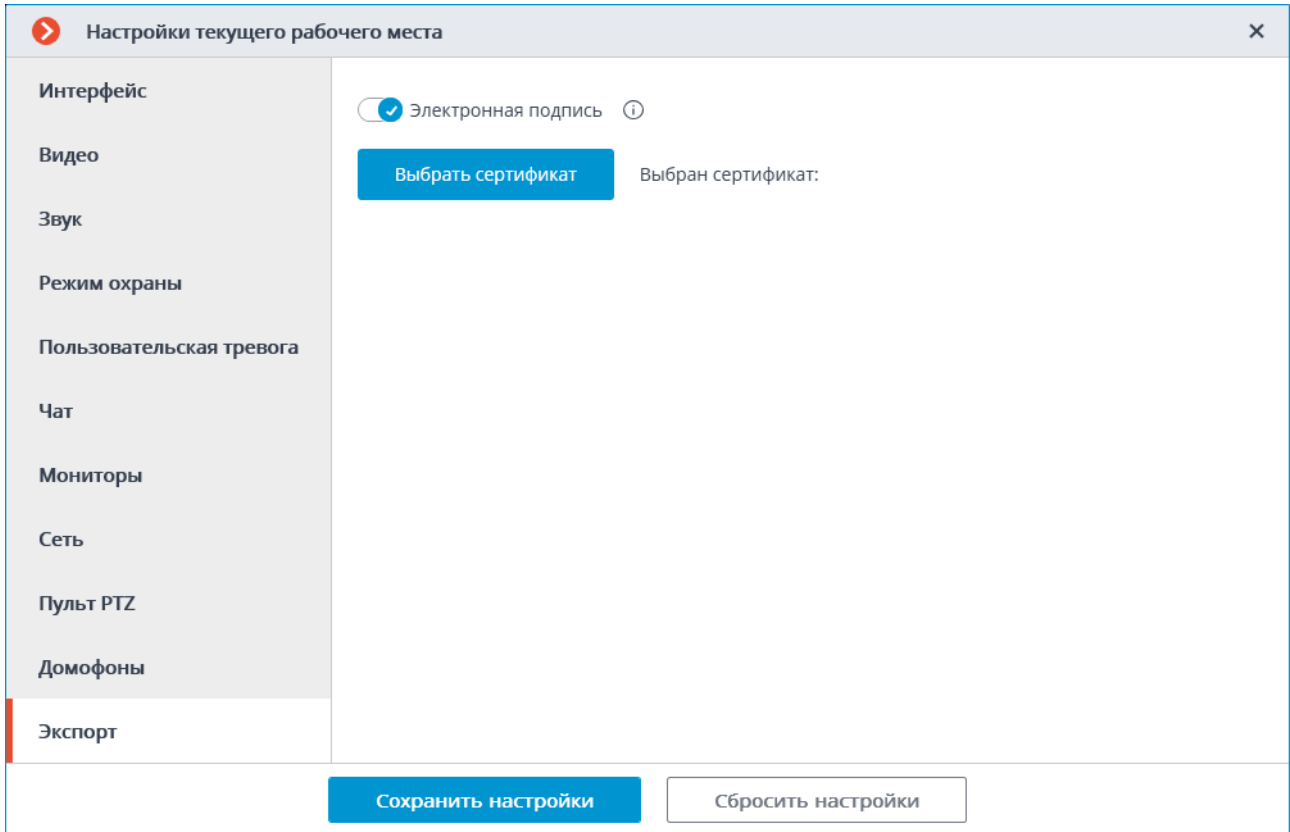 Настройки текущего рабочего места
Интерфейс
Видео
Звук
Режим охраны
Пользовательская тревога
Чат
Мониторы
Сеть
Пульт PTZ
Домофоны
Экспорт
Электронная подпись
Выбрать сертификат
Выбран сертификат:
Сохранить настройки
Сбросить настройки